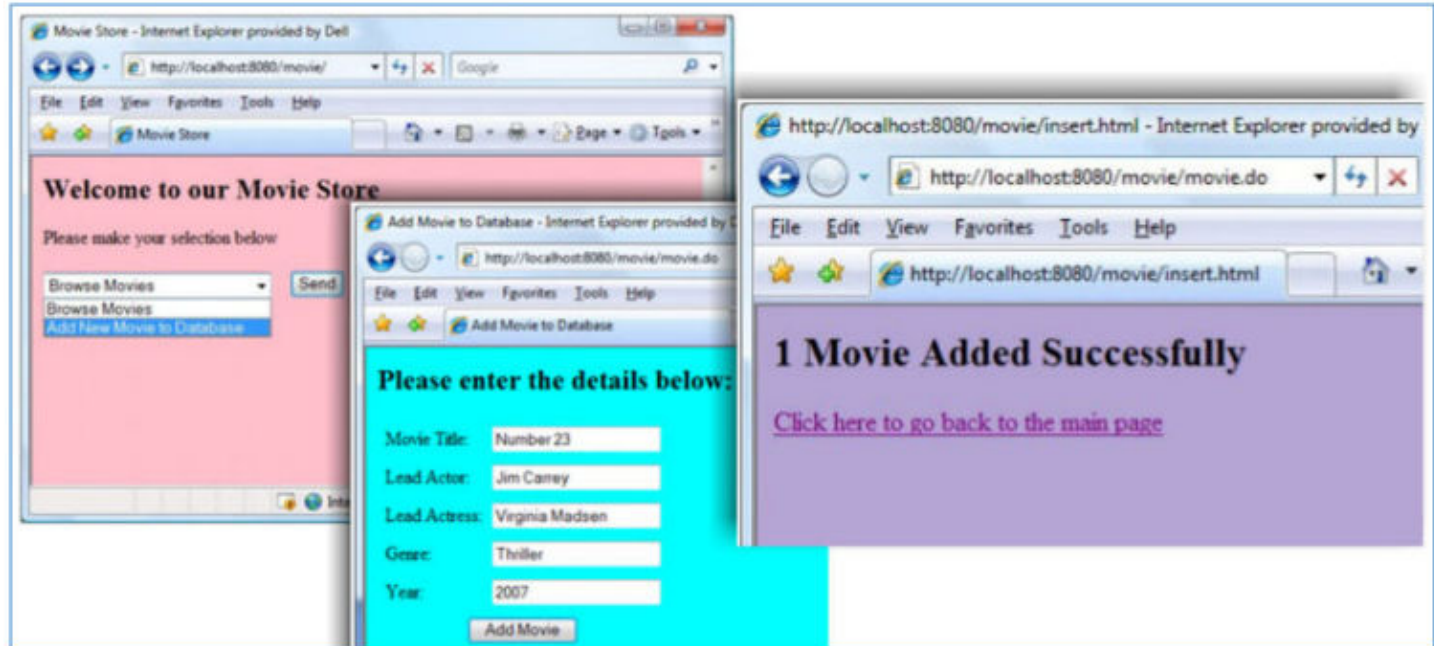 Movie Store - Internet Explorer provided by Dell
http://localhost:8080/movie/
Google
File Edit View Favorites Tools Help
Movie Store
Page Tools
Welcome to our Movie Store
Please make your selection below
Browse Movies
Send
Browse Movies
Add New Movie to Database
Add Movie to Database - Internet Explorer provided by
http://localhost:8080/movie/movie.do
File Edit View Favorites Tools Help
Add Movie to Database
Please enter the details below:
Movie Title: Number 23
Lead Actor: Jim Carrey
Lead Actress: Virginia Madsen
Genre: Thriller
Year: 2007
Add Movie
http://localhost:8080/movie/insert.html - Internet Explorer provided by
http://localhost:8080/movie/movie.do
File Edit View Favorites Tools Help
http://localhost:8080/movie/insert.html
1 Movie Added Successfully
Click here to go back to the main page